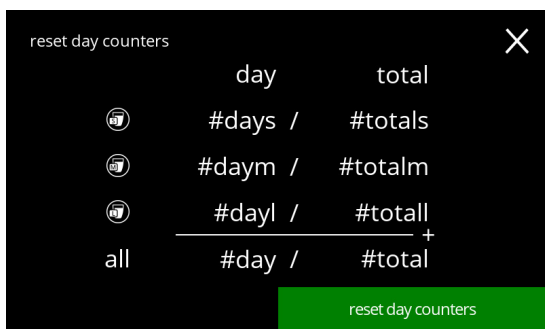 reset day counters
day total
S #days / #totals
M #daym / #totalm
L #dayl / #totall
+
all #day / #total
reset day counters